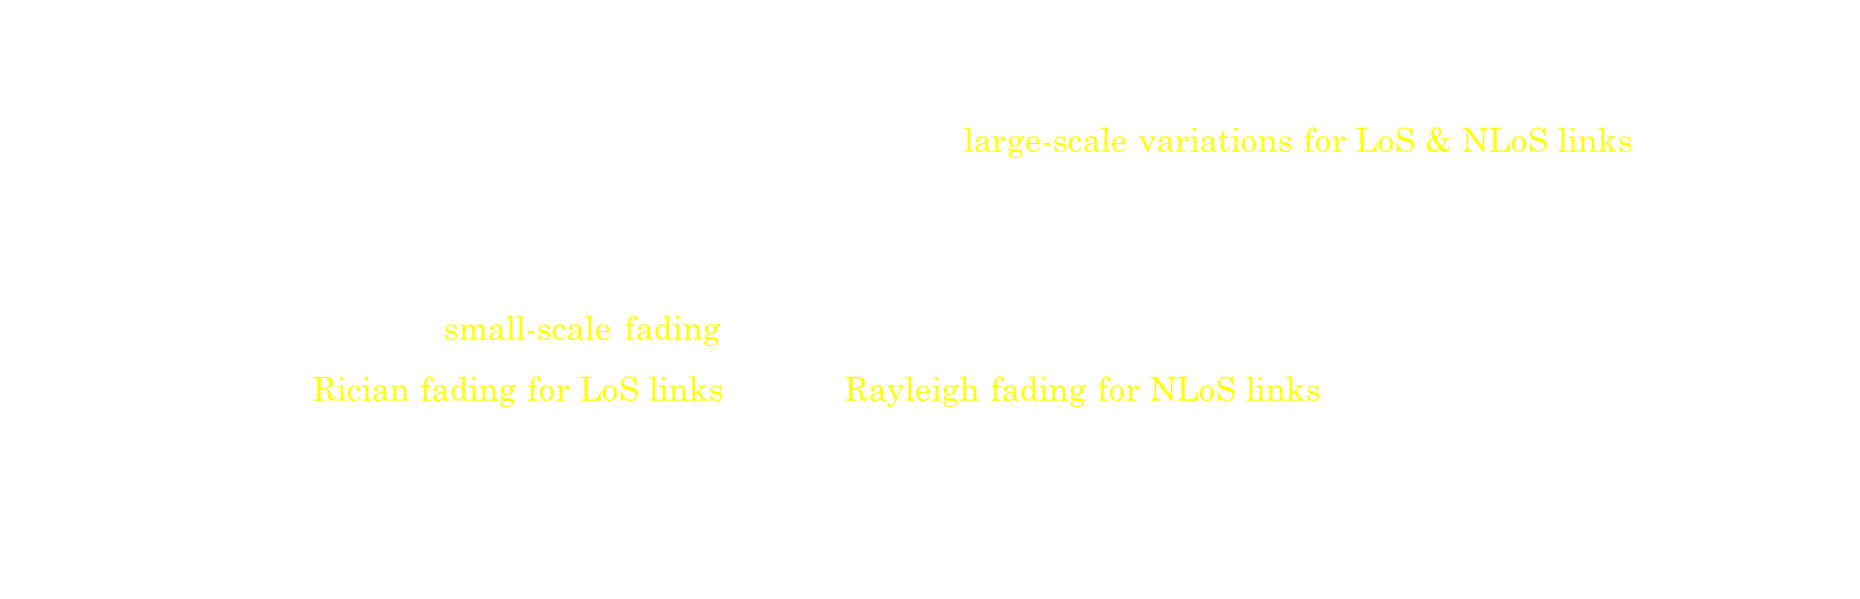 large-scale variations for LoS & NLoS links
small-scale fading
Rician fading for LoS links Rayleigh fading for NLoS links